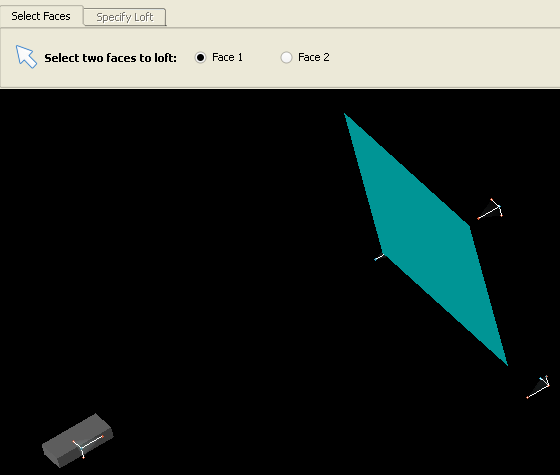 Select Faces
Specify Loft
Select two faces to loft:
Face 1
Face 2